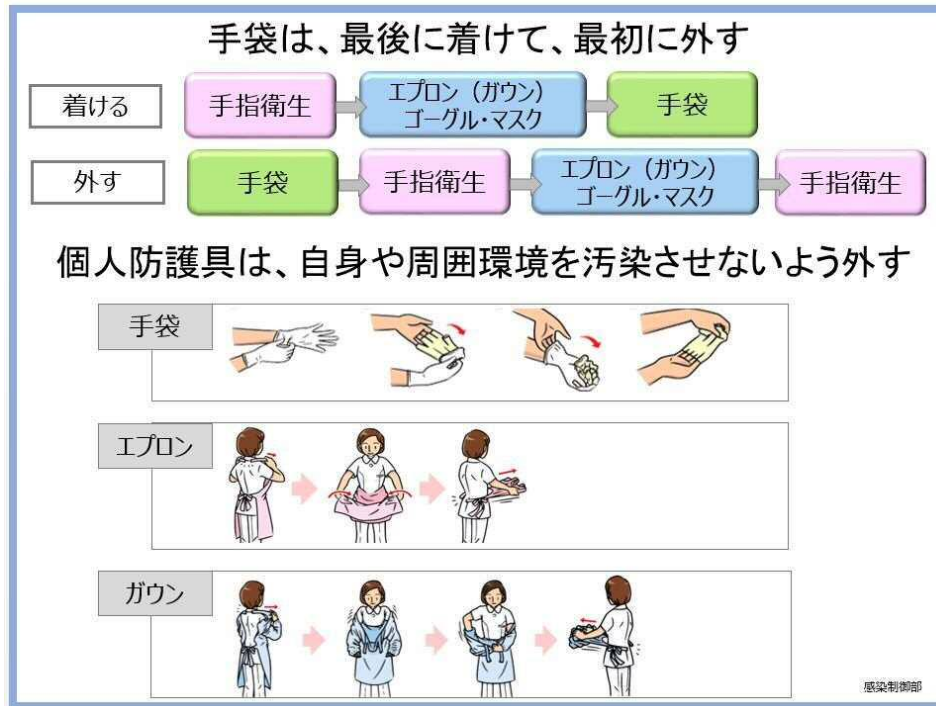 手袋は、最後に着けて、最初に外す
着ける
手指衛生
エプロン（ガウン）
ゴーグル・マスク
手袋
外す
手袋
手指衛生
エプロン（ガウン）
ゴーグル・マスク
手指衛生
個人防護具は、自身や周囲環境を汚染させないよう外す
手袋
エプロン
ガウン
感染制御部